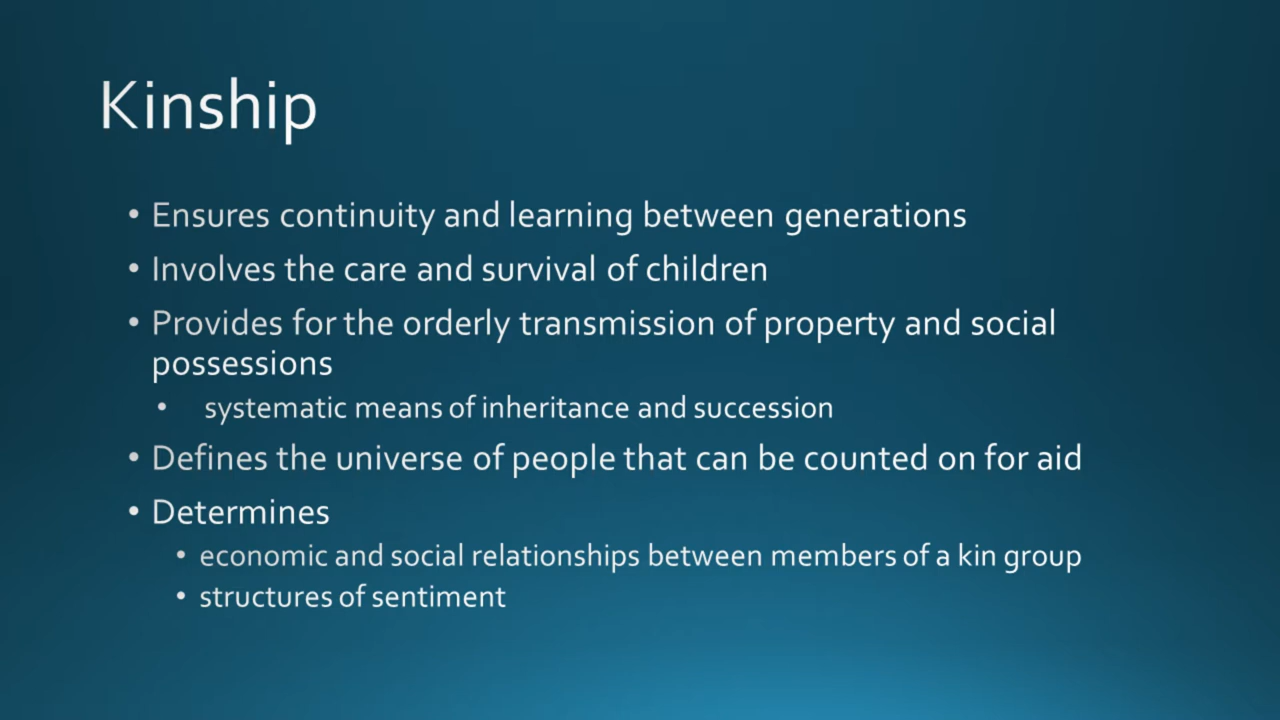 Kinship
• Ensures continuity and learning between generations
• Involves the care and survival of children
• Provides for the orderly transmission of property and social
possessions
• systematic means of inheritance and succession
• Defines the universe of people that can be counted on for aid
• Determines
• economic and social relationships between members of a kin group
• structures of sentiment